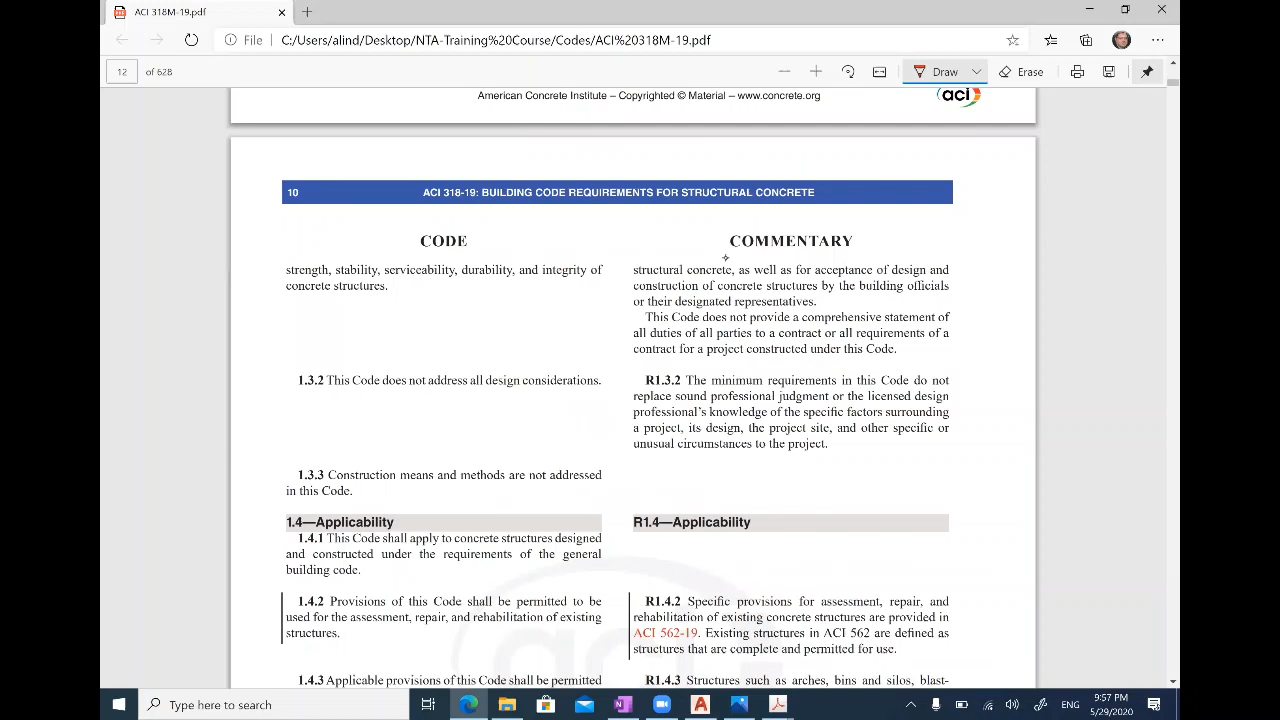 ACI 318M-19.pdf
File
C:/Users/alind/Desktop/NTA-Training%20Course/Codes/ACI%20318M-19.pdf
12 of 628
Draw
Erase
American Concrete Institute – Copyrighted © Material – www.concrete.org
aci
10 ACI 318-19: BUILDING CODE REQUIREMENTS FOR STRUCTURAL CONCRETE
CODE
strength, stability, serviceability, durability, and integrity of
concrete structures.
1.3.2 This Code does not address all design considerations.
1.3.3 Construction means and methods are not addressed
in this Code.
1.4—Applicability
1.4.1 This Code shall apply to concrete structures designed
and constructed under the requirements of the general
building code.
1.4.2 Provisions of this Code shall be permitted to be
used for the assessment, repair, and rehabilitation of existing
structures.
1.4.3 Applicable provisions of this Code shall be permitted
COMMENTARY
structural concrete, as well as for acceptance of design and
construction of concrete structures by the building officials
or their designated representatives.
This Code does not provide a comprehensive statement of
all duties of all parties to a contract or all requirements of a
contract for a project constructed under this Code.
R1.3.2 The minimum requirements in this Code do not
replace sound professional judgment or the licensed design
professional's knowledge of the specific factors surrounding
a project, its design, the project site, and other specific or
unusual circumstances to the project.
R1.4—Applicability
R1.4.2 Specific provisions for assessment, repair, and
rehabilitation of existing concrete structures are provided in
ACI 562-19. Existing structures in ACI 562 are defined as
structures that are complete and permitted for use.
R1.4.3 Structures such as arches, bins and silos, blast-
Type here to search
ENG
9:57 PM
5/29/2020